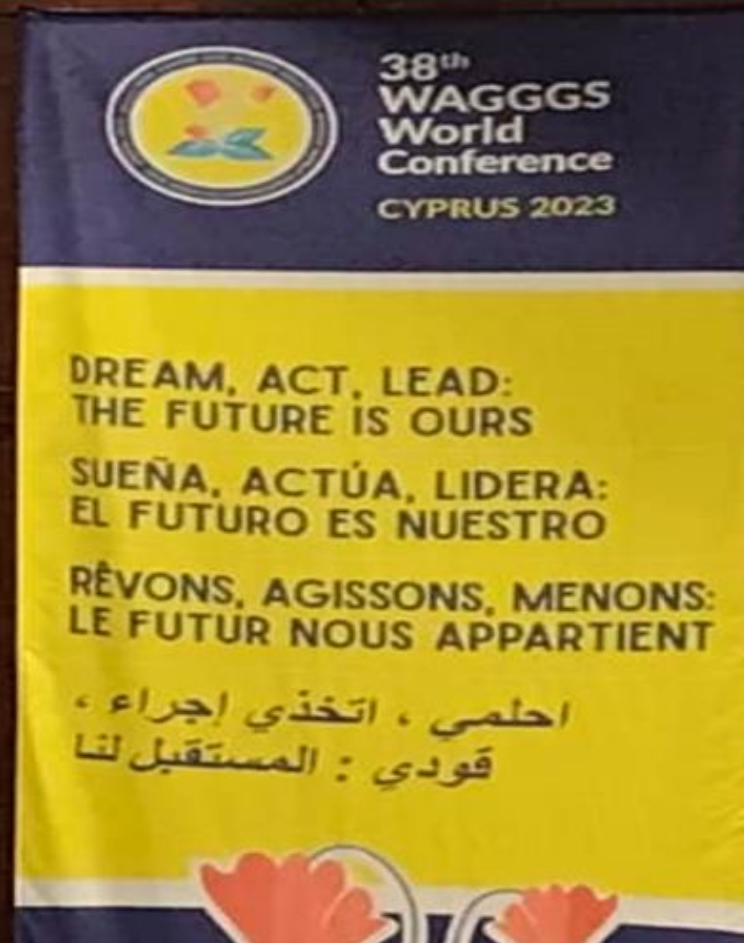 38th
WAGGGS
World
Conference
CYPRUS 2023
DREAM, ACT, LEAD:
THE FUTURE IS OURS
SUEÑA, ACTÚA, LIDERA:
EL FUTURO ES NUESTRO
RÊVONS, AGISSONS, MENONS:
LE FUTUR NOUS APPARTIENT
احلمي ، اتخذي إجراء ،
قودي : المستقبل لنا